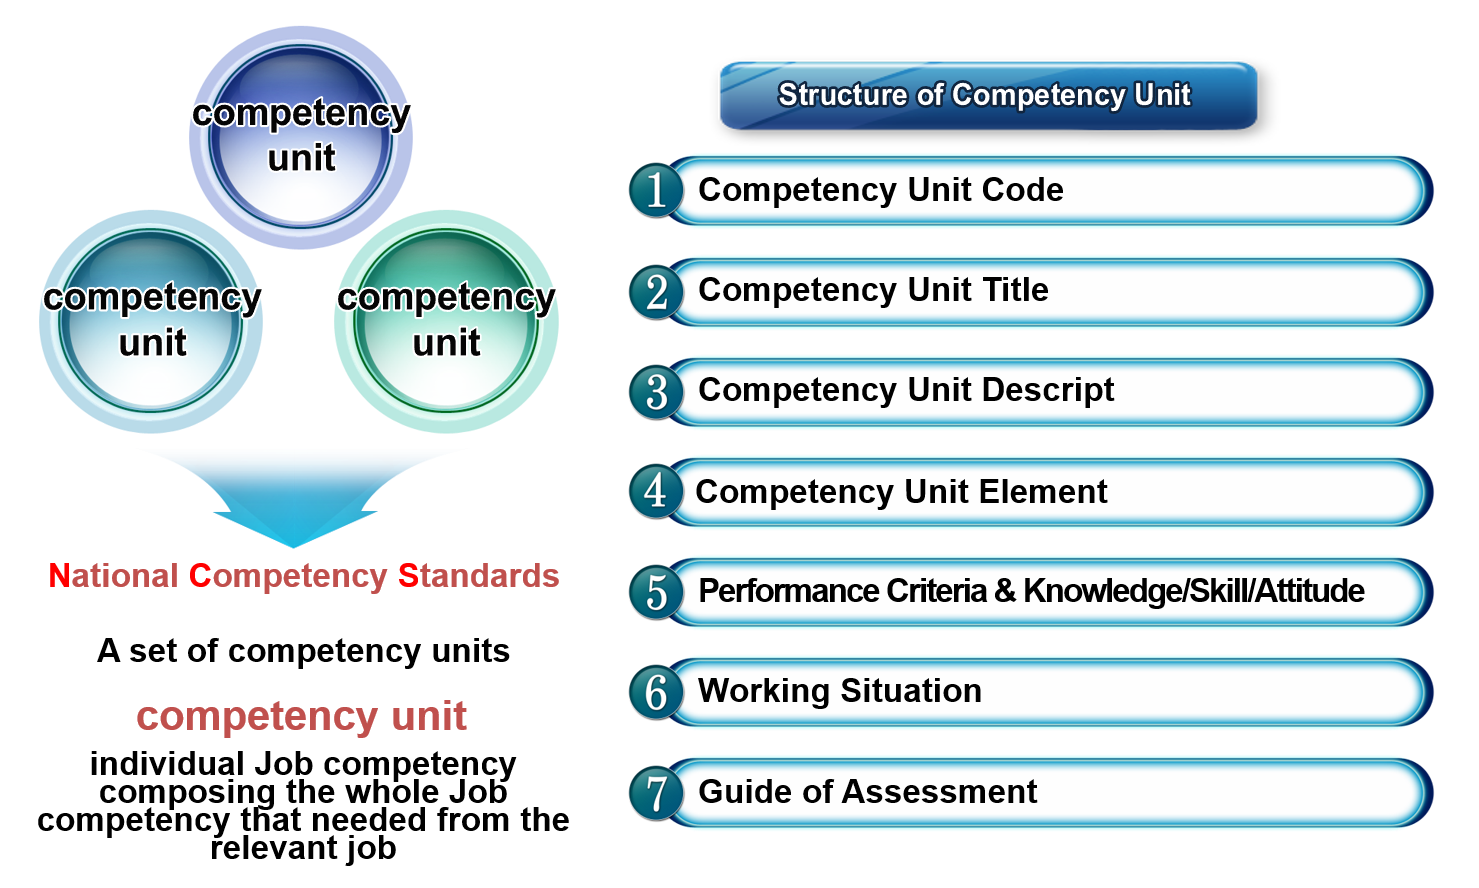 competency
unit
competency
unit
competency
unit
National Competency Standards
A set of competency units
competency unit
individual Job competency
composing the whole Job
competency that needed from the
relevant job
Structure of Competency Unit
1 Competency Unit Code
2 Competency Unit Title
3 Competency Unit Descript
4 Competency Unit Element
5 Performance Criteria & Knowledge/Skill/Attitude
6 Working Situation
7 Guide of Assessment